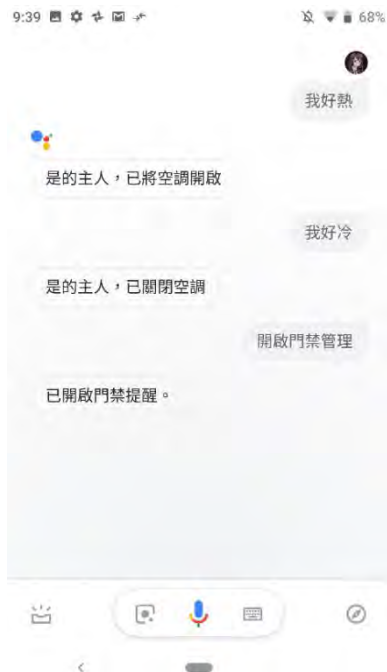 9:39
68%
我好熱
是的主人,已將空調開啟
我好冷
是的主人,已關閉空調
開啟門禁管理
已開啟門禁提醒。